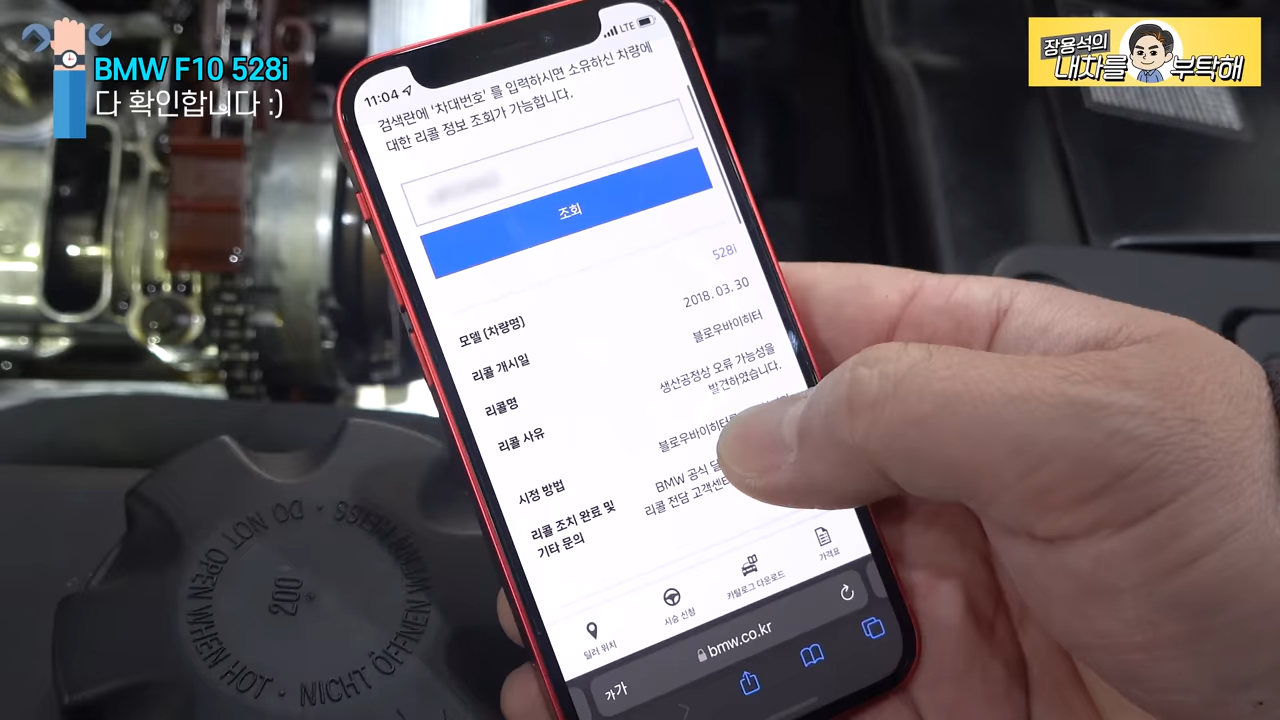 BMW F10 528i
다 확인합니다 :)
장용석의
내차를 부탁해
11:04
LTE
검색란에 '차대번호' 를 입력하시면 소유하신 차량에
대한 리콜 정보 조회가 가능합니다.
조회
528i
모델 (차량명)
2018. 03. 30
리콜 개시일
블로우바이히터
리콜명
생산공정상 오류 가능성을
발견하였습니다.
리콜 사유
블로우바이히터를
시정 방법
BMW 공식
리콜 전담 고객센터
리콜 조치 완료 및
기타 문의
딜러 위치
시승 신청
카탈로그 다운로드
가격표
가가
bmw.co.kr
DO NOT OPEN WHEN HOT · NICHT ÖFFNEN WENN HEISS ·
200